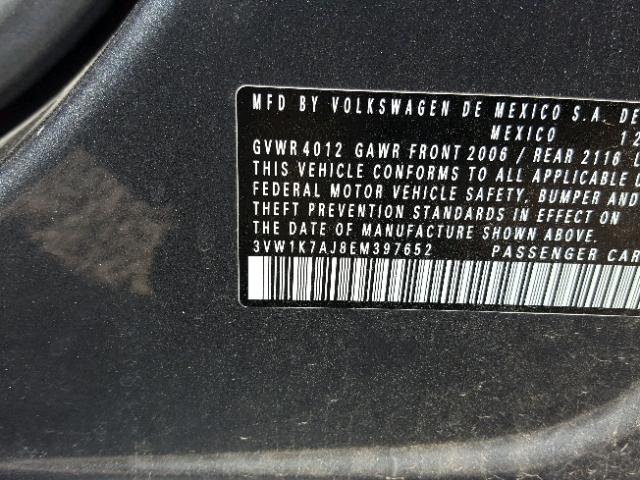 MFD BY VOLKSWAGEN DE MEXICO S.A. DE
MEXICO 12
GVWR 4012 GAWR FRONT 2006 / REAR 2116
THIS VEHICLE CONFORMS TO ALL APPLICABLE
FEDERAL MOTOR VEHICLE SAFETY, BUMPER AND
THEFT PREVENTION STANDARDS IN EFFECT ON
THE DATE OF MANUFACTURE SHOWN ABOVE.
3VW1K7AJ8EM397652 PASSENGER CAR